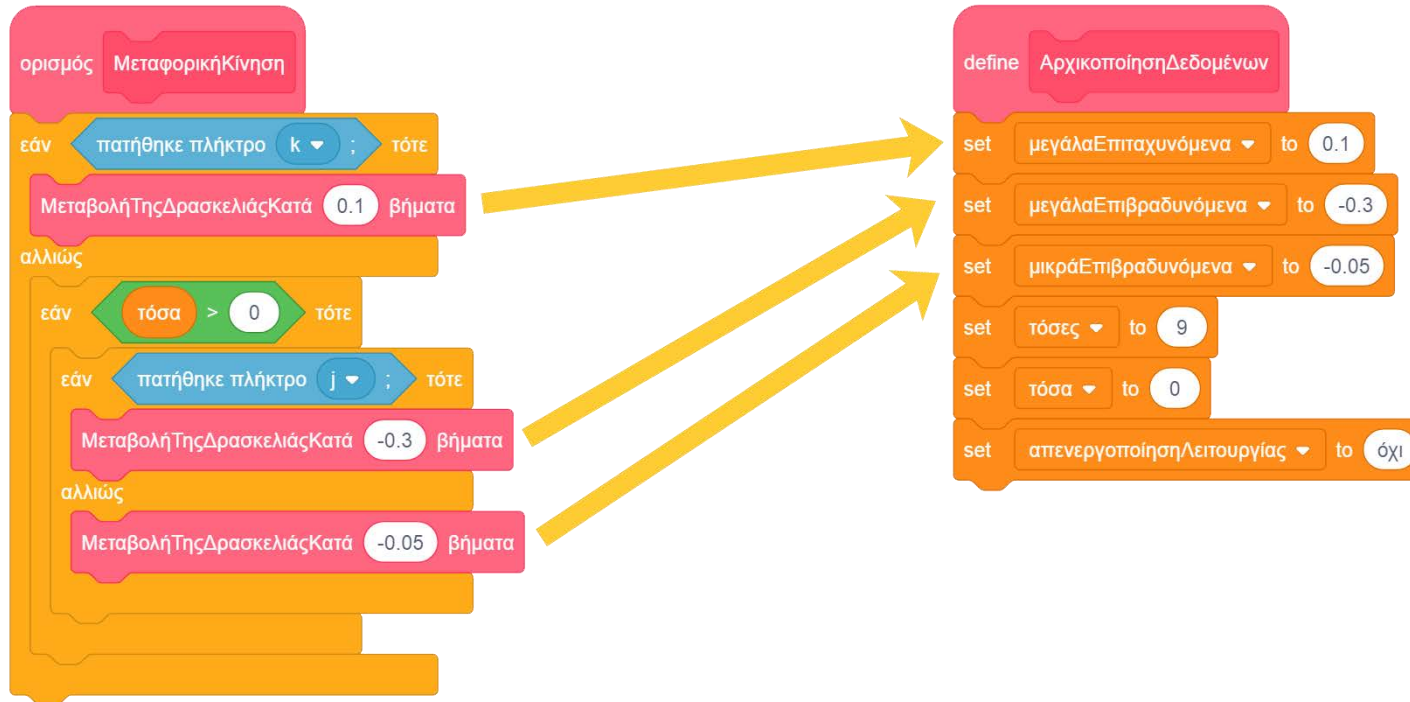 ορισμός ΜεταφορικήΚίνηση
εάν πατήθηκε πλήκτρο k ; τότε
ΜεταβολήΤηςΔρασκελιάςΚατά 0.1 βήματα
αλλιώς
εάν τόσα > 0 τότε
εάν πατήθηκε πλήκτρο j ; τότε
ΜεταβολήΤηςΔρασκελιάςΚατά -0.3 βήματα
αλλιώς
ΜεταβολήΤηςΔρασκελιάςΚατά -0.05 βήματα
define ΑρχικοποίησηΔεδομένων
set μεγάλαΕπιταχυνόμενα to 0.1
set μεγάλαΕπιβραδυνόμενα to -0.3
set μικράΕπιβραδυνόμενα to -0.05
set τόσες to 9
set τόσα to 0
set απενεργοποίησηΛειτουργίας to όχι